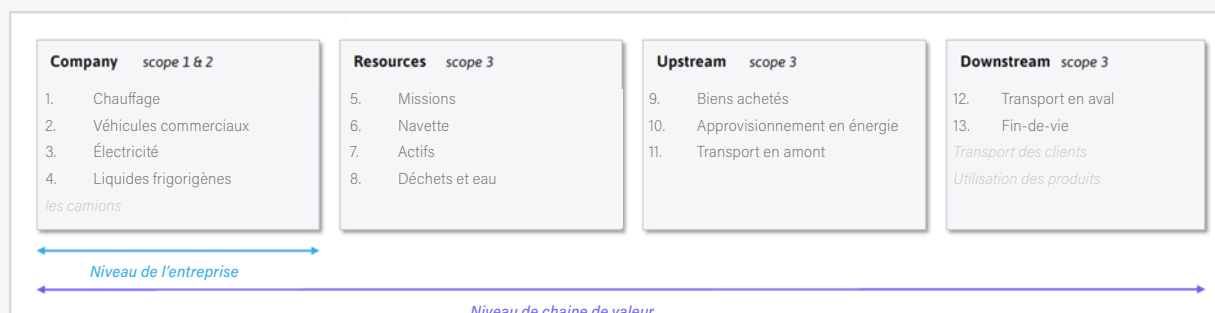 Company scope 1 & 2
1. Chauffage
2. Véhicules commerciaux
3. Électricité
4. Liquides frigorigènes
les camions
Resources scope 3
5. Missions
6. Navette
7. Actifs
8. Déchets et eau
Upstream scope 3
9. Biens achetés
10. Approvisionnement en énergie
11. Transport en amont
Downstream scope 3
12. Transport en aval
13. Fin-de-vie
Transport des clients
Utilisation des produits
Niveau de l'entreprise
Niveau de chaine de valeur